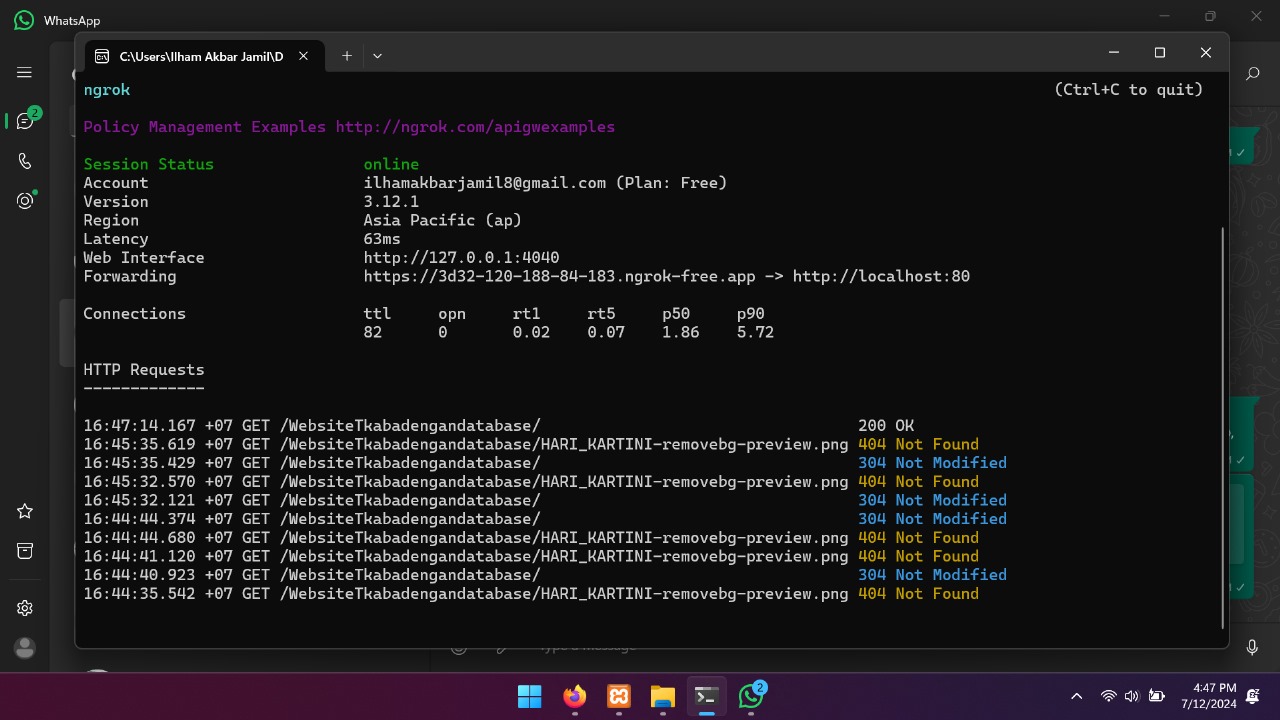 WhatsApp
C:\Users\Ilham Akbar Jamil\D
ngrok (Ctrl+C to quit)
Policy Management Examples http://ngrok.com/apigwexamples
Session Status online
Account ilhamakbarjamil8@gmail.com (Plan: Free)
Version 3.12.1
Region Asia Pacific (ap)
Latency 63ms
Web Interface http://127.0.0.1:4040
Forwarding https://3d32-120-188-84-183.ngrok-free.app -> http://localhost:80
Connections ttl opn rt1 rt5 p50 p90
82 0 0.02 0.07 1.86 5.72
HTTP Requests
-------------
16:47:14.167 +07 GET /WebsiteTkabadengandatabase/ 200 OK
16:45:35.619 +07 GET /WebsiteTkabadengandatabase/HARI_KARTINI-removebg-preview.png 404 Not Found
16:45:35.429 +07 GET /WebsiteTkabadengandatabase/ 304 Not Modified
16:45:32.570 +07 GET /WebsiteTkabadengandatabase/HARI_KARTINI-removebg-preview.png 404 Not Found
16:45:32.121 +07 GET /WebsiteTkabadengandatabase/ 304 Not Modified
16:44:44.374 +07 GET /WebsiteTkabadengandatabase/ 304 Not Modified
16:44:44.680 +07 GET /WebsiteTkabadengandatabase/HARI_KARTINI-removebg-preview.png 404 Not Found
16:44:41.120 +07 GET /WebsiteTkabadengandatabase/HARI_KARTINI-removebg-preview.png 404 Not Found
16:44:40.923 +07 GET /WebsiteTkabadengandatabase/ 304 Not Modified
16:44:35.542 +07 GET /WebsiteTkabadengandatabase/HARI_KARTINI-removebg-preview.png 404 Not Found
2
Type a message
2
4:47 PM
7/12/2024